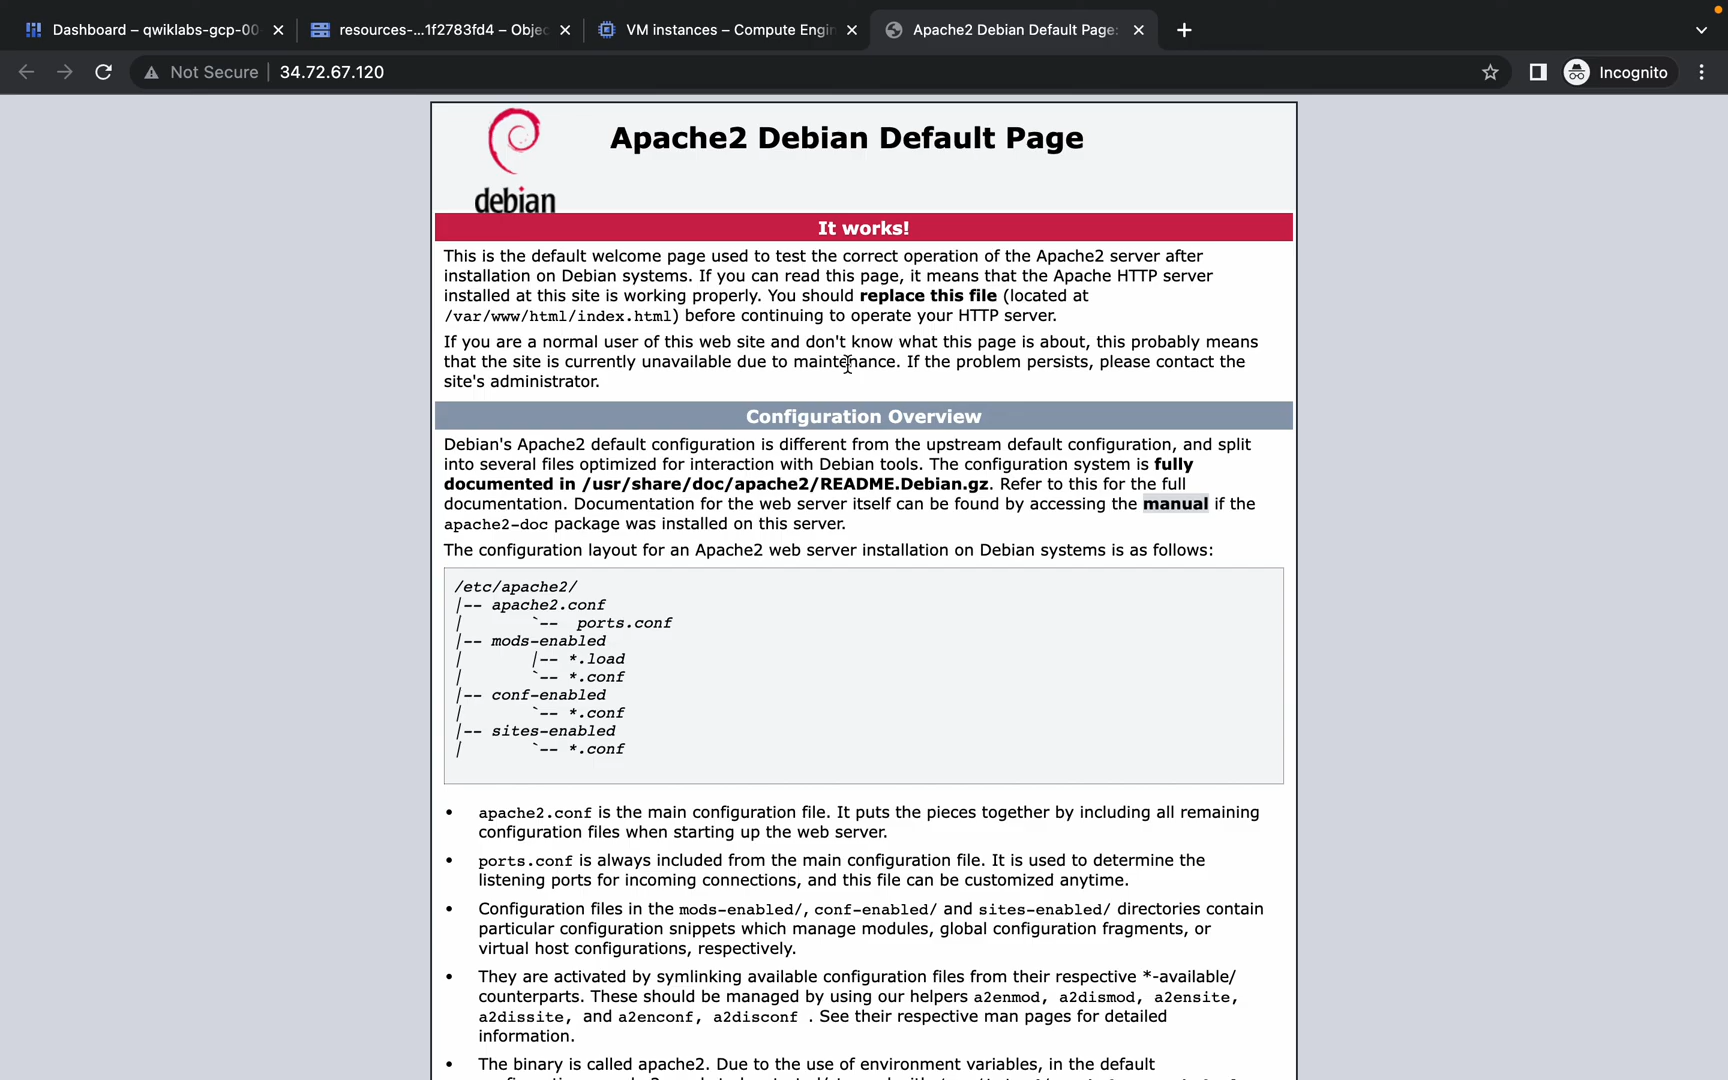 Dashboard – qwiklabs-gcp-00
resources-...1f2783fd4 – Objec
VM instances – Compute Engin
Apache2 Debian Default Page:
Not Secure
34.72.67.120
Incognito
debian
Apache2 Debian Default Page
It works!
This is the default welcome page used to test the correct operation of the Apache2 server after
installation on Debian systems. If you can read this page, it means that the Apache HTTP server
installed at this site is working properly. You should replace this file (located at
/var/www/html/index.html) before continuing to operate your HTTP server.
If you are a normal user of this web site and don't know what this page is about, this probably means
that the site is currently unavailable due to maintenance. If the problem persists, please contact the
site's administrator.
Configuration Overview
Debian's Apache2 default configuration is different from the upstream default configuration, and split
into several files optimized for interaction with Debian tools. The configuration system is fully
documented in /usr/share/doc/apache2/README.Debian.gz. Refer to this for the full
documentation. Documentation for the web server itself can be found by accessing the manual if the
apache2-doc package was installed on this server.
The configuration layout for an Apache2 web server installation on Debian systems is as follows:
/etc/apache2/
|-- apache2.conf
|       `--  ports.conf
|-- mods-enabled
|       |-- *.load
|       `-- *.conf
|-- conf-enabled
|       `-- *.conf
|-- sites-enabled
|       `-- *.conf
• apache2.conf is the main configuration file. It puts the pieces together by including all remaining
configuration files when starting up the web server.
• ports.conf is always included from the main configuration file. It is used to determine the
listening ports for incoming connections, and this file can be customized anytime.
• Configuration files in the mods-enabled/, conf-enabled/ and sites-enabled/ directories contain
particular configuration snippets which manage modules, global configuration fragments, or
virtual host configurations, respectively.
• They are activated by symlinking available configuration files from their respective *-available/
counterparts. These should be managed by using our helpers a2enmod, a2dismod, a2ensite,
a2dissite, and a2enconf, a2disconf . See their respective man pages for detailed
information.
• The binary is called apache2. Due to the use of environment variables, in the default